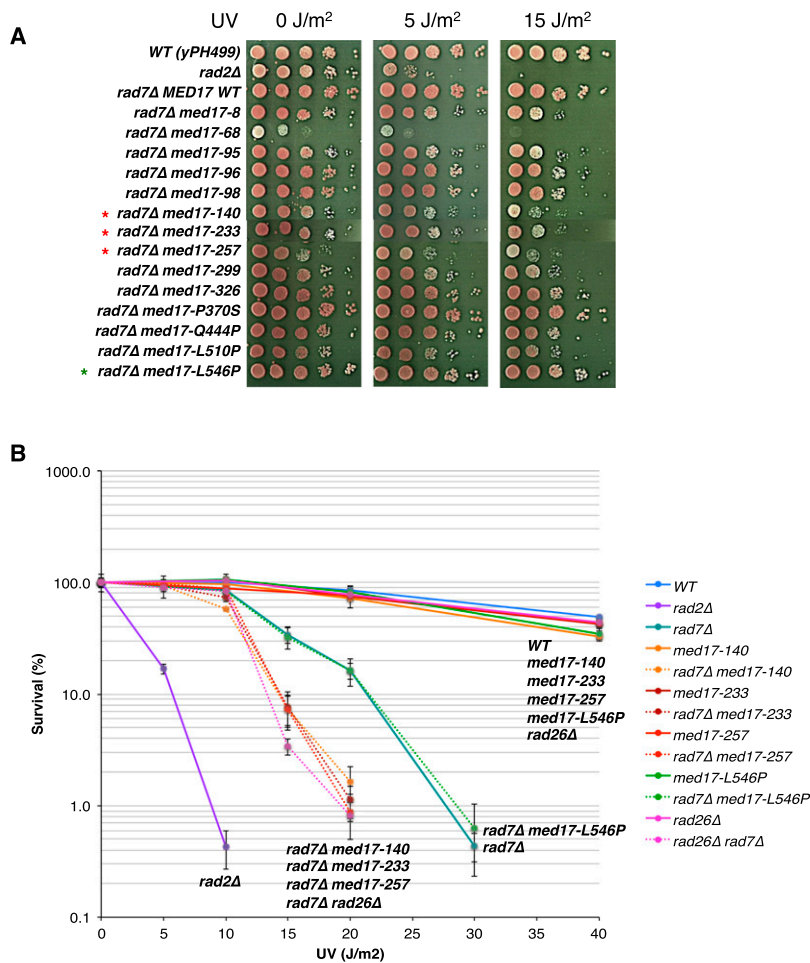 A
UV 0 J/m² 5 J/m² 15 J/m²
WT (yPH499)
rad2Δ
rad7Δ MED17 WT
rad7Δ med17-8
rad7Δ med17-68
rad7Δ med17-95
rad7Δ med17-96
rad7Δ med17-98
* rad7Δ med17-140
* rad7Δ med17-233
* rad7Δ med17-257
rad7Δ med17-299
rad7Δ med17-326
rad7Δ med17-P370S
rad7Δ med17-Q444P
rad7Δ med17-L510P
* rad7Δ med17-L546P
B
Survival (%)
1000.0
100.0
10.0
1.0
0.1
0 5 10 15 20 25 30 35 40
UV (J/m2)
WT
med17-140
med17-233
med17-257
med17-L546P
rad26Δ
rad7Δ med17-L546P
rad7Δ
rad7Δ med17-140
rad7Δ med17-233
rad7Δ med17-257
rad7Δ rad26Δ
rad2Δ
WT
rad2Δ
rad7Δ
med17-140
rad7Δ med17-140
med17-233
rad7Δ med17-233
med17-257
rad7Δ med17-257
med17-L546P
rad7Δ med17-L546P
rad26Δ
rad26Δ rad7Δ